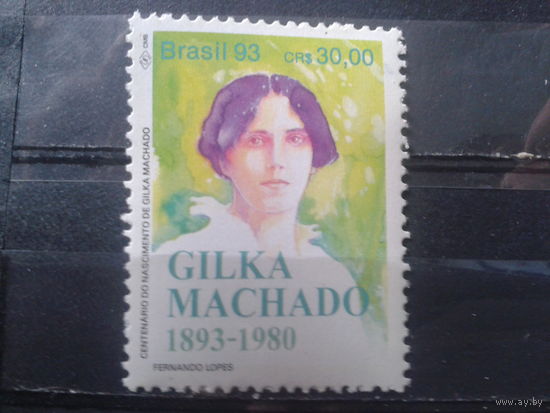 Brasil 93 CR$ 30,00
CENTENÁRIO DO NASCIMENTO DE GILKA MACHADO
GILKA
MACHADO
1893-1980
FERNANDO LOPES
www.ay.by